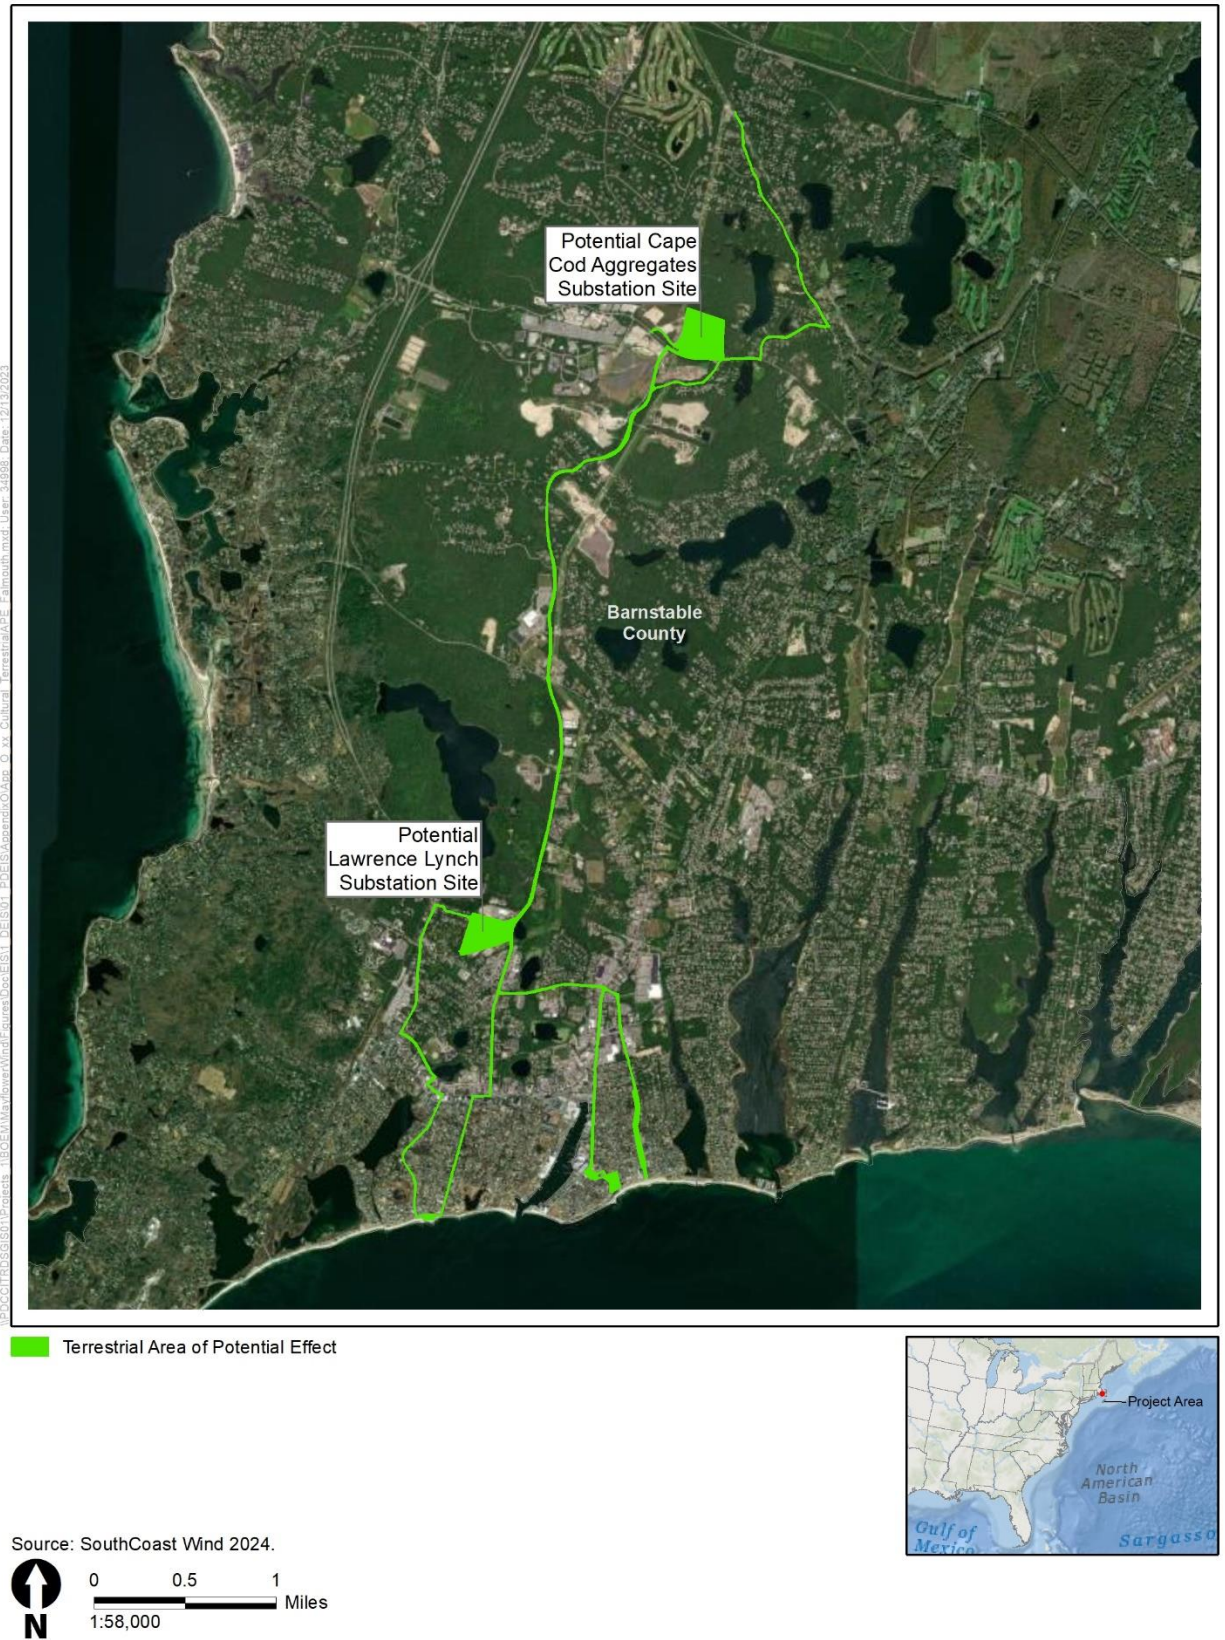 Potential Cape
Cod Aggregates
Substation Site
Barnstable
County
Potential
Lawrence Lynch
Substation Site
Terrestrial Area of Potential Effect
Project Area
North
American
Basin
Gulf of
Mexico
Sargasso
Source: SouthCoast Wind 2024.
0 0.5 1
Miles
1:58,000
N